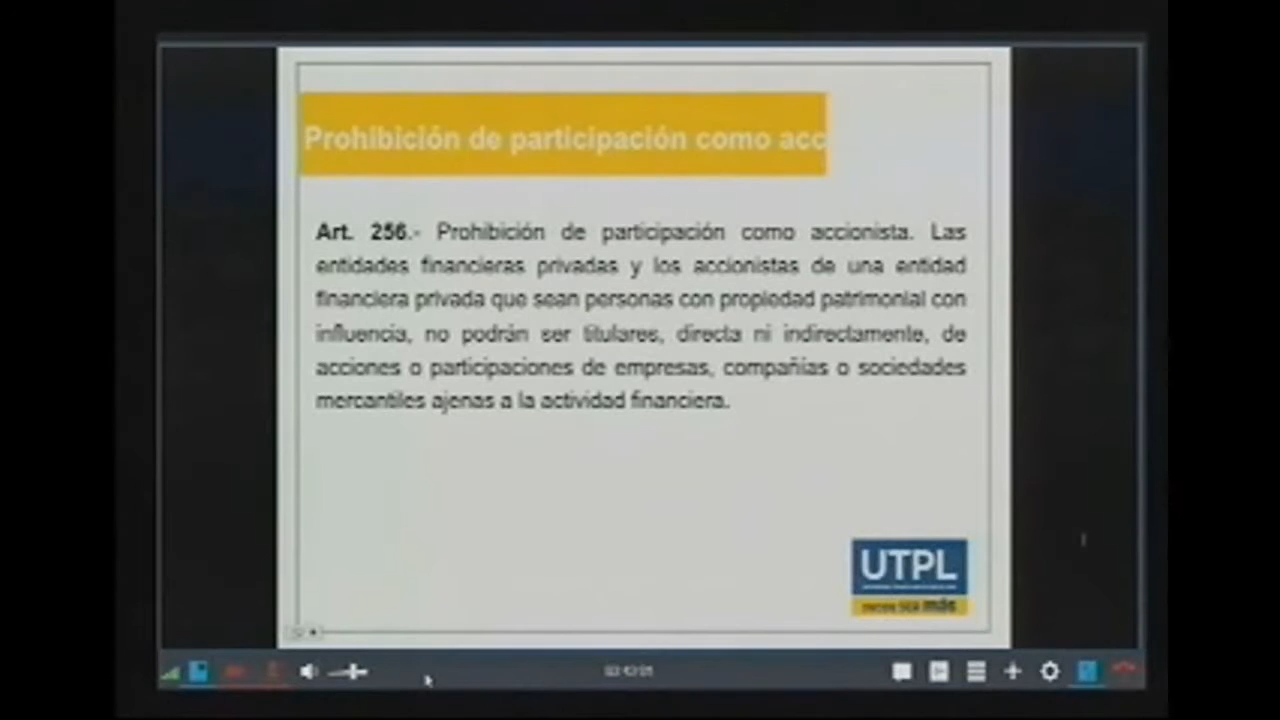 Prohibición de participación como acc
Art. 256.- Prohibición de participación como accionista. Las
entidades financieras privadas y los accionistas de una entidad
financiera privada que sean personas con propiedad patrimonial con
influencia, no podrán ser titulares, directa ni indirectamente, de
acciones o participaciones de empresas, compañías o sociedades
mercantiles ajenas a la actividad financiera.
UTPL
más